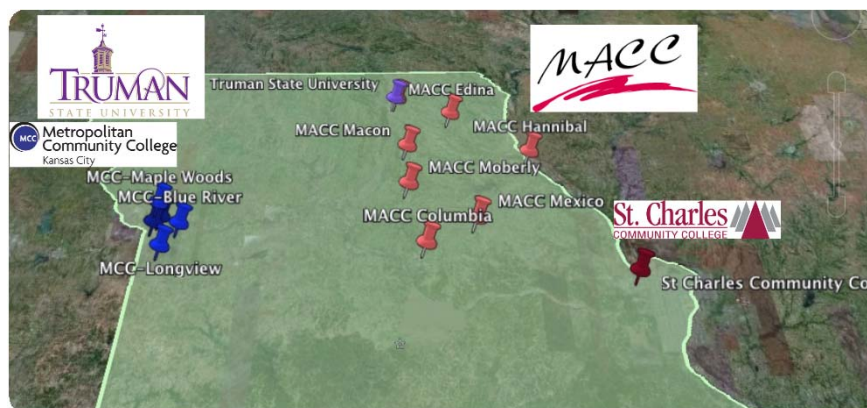 TRUMAN
STATE UNIVERSITY
MCC
Metropolitan
Community College
Kansas City
MACC
Truman State University
MACC Edina
MACC Macon
MACC Hannibal
MACC Moberly
MACC Mexico
MACC Columbia
MCC-Maple Woods
MCC-Blue River
MCC-Longview
St. Charles
COMMUNITY COLLEGE
St Charles Community Co